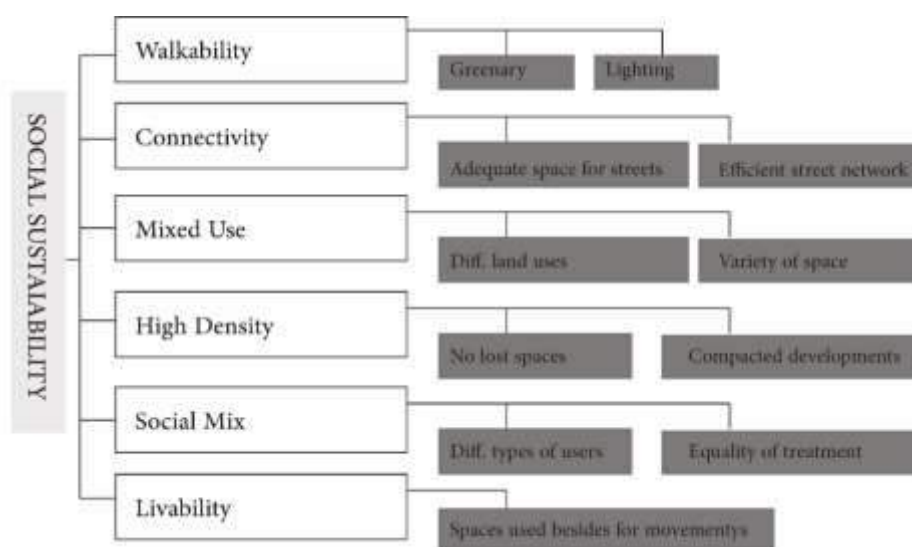 SOCIAL SUSTAIABILITY
Walkability
Greenary
Lighting
Connectivity
Adequate space for streets
Efficient street network
Mixed Use
Diff. land uses
Variety of space
High Density
No lost spaces
Compacted developments
Social Mix
Diff. types of users
Equality of treatment
Livability
Spaces used besides for movementys